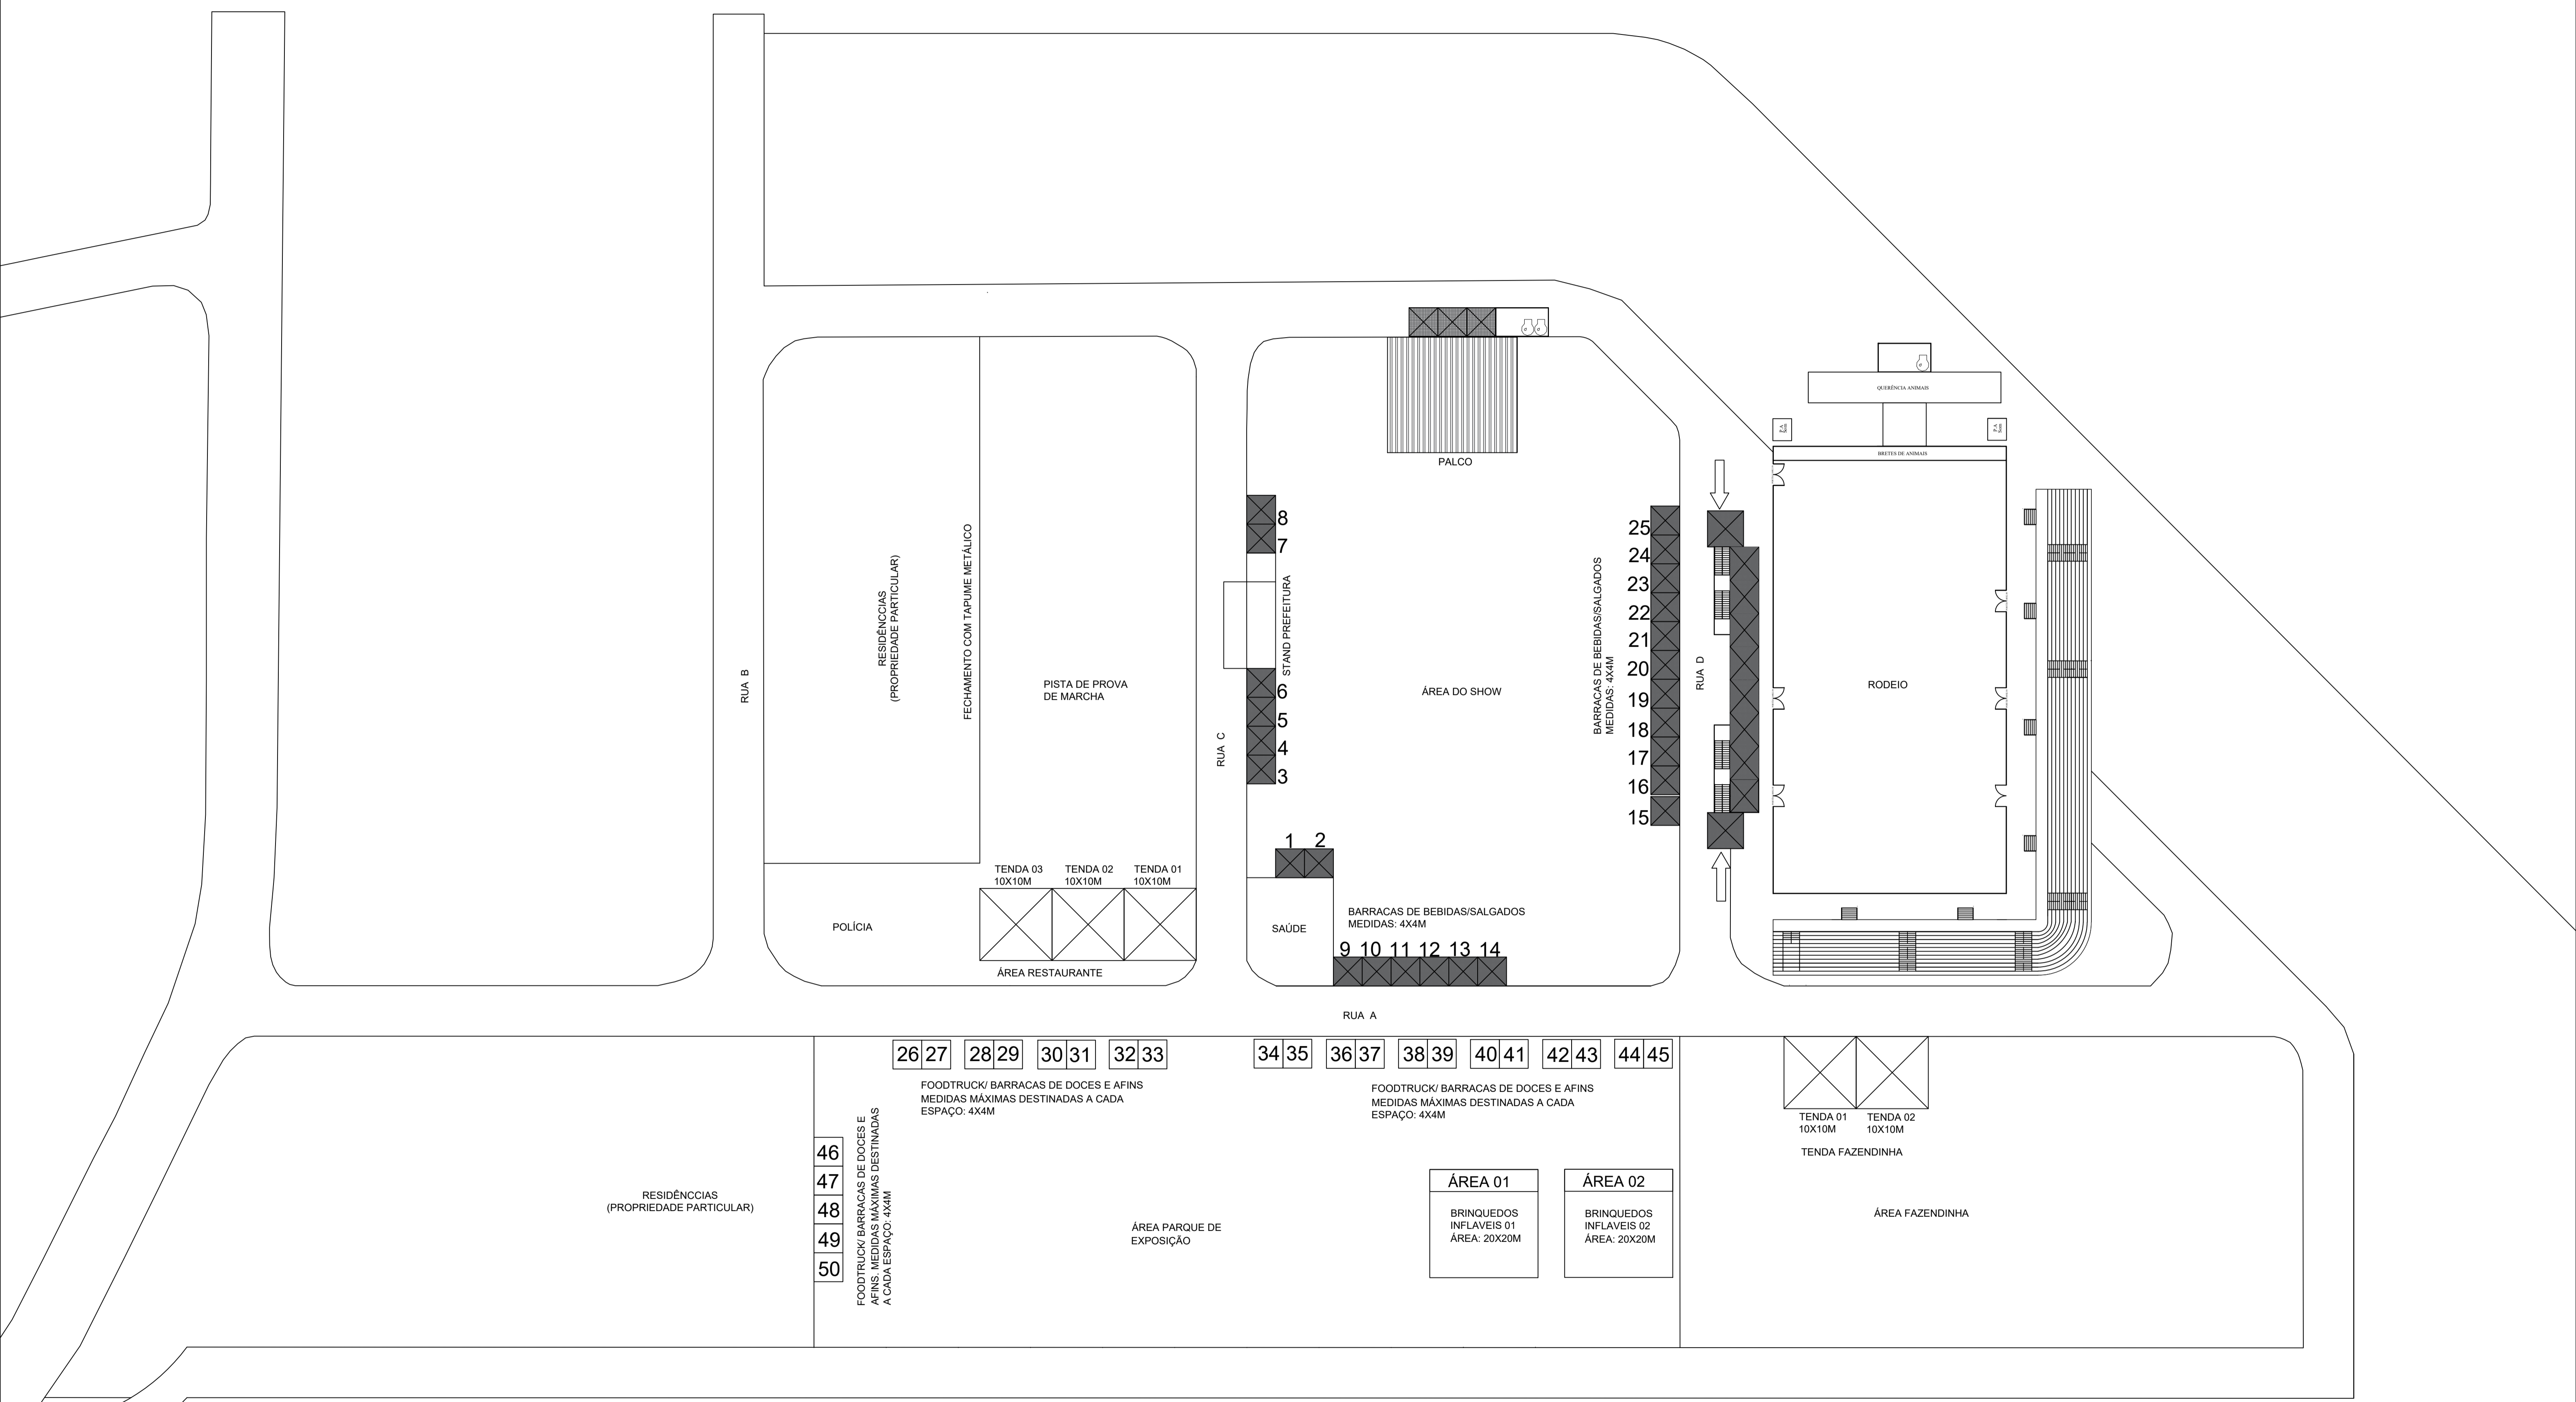 QUERÊNCIA ANIMAIS
P.A
Som
P.A
Som
BRETES DE ANIMAIS
PALCO
8
7
STAND PREFEITURA
6
5
4
3
RUA C
1 2
25
24
23
22
21
20
19
18
17
16
15
BARRACAS DE BEBIDAS/SALGADOS
MEDIDAS: 4X4M
RUA D
RODEIO
ÁREA DO SHOW
RUA B
RESIDÊNCCIAS
(PROPRIEDADE PARTICULAR)
FECHAMENTO COM TAPUME METÁLICO
PISTA DE PROVA
DE MARCHA
TENDA 03
10X10M
TENDA 02
10X10M
TENDA 01
10X10M
POLÍCIA
ÁREA RESTAURANTE
SAÚDE
BARRACAS DE BEBIDAS/SALGADOS
MEDIDAS: 4X4M
9 10 11 12 13 14
RUA A
26 27 28 29 30 31 32 33
34 35 36 37 38 39 40 41 42 43 44 45
FOODTRUCK/ BARRACAS DE DOCES E AFINS
MEDIDAS MÁXIMAS DESTINADAS A CADA
ESPAÇO: 4X4M
FOODTRUCK/ BARRACAS DE DOCES E AFINS
MEDIDAS MÁXIMAS DESTINADAS A CADA
ESPAÇO: 4X4M
TENDA 01
10X10M
TENDA 02
10X10M
TENDA FAZENDINHA
46
47
48
49
50
FOODTRUCK/ BARRACAS DE DOCES E
AFINS. MEDIDAS MÁXIMAS DESTINADAS
A CADA ESPAÇO: 4X4M
RESIDÊNCCIAS
(PROPRIEDADE PARTICULAR)
ÁREA PARQUE DE
EXPOSIÇÃO
ÁREA 01
BRINQUEDOS
INFLAVEIS 01
ÁREA: 20X20M
ÁREA 02
BRINQUEDOS
INFLAVEIS 02
ÁREA: 20X20M
ÁREA FAZENDINHA